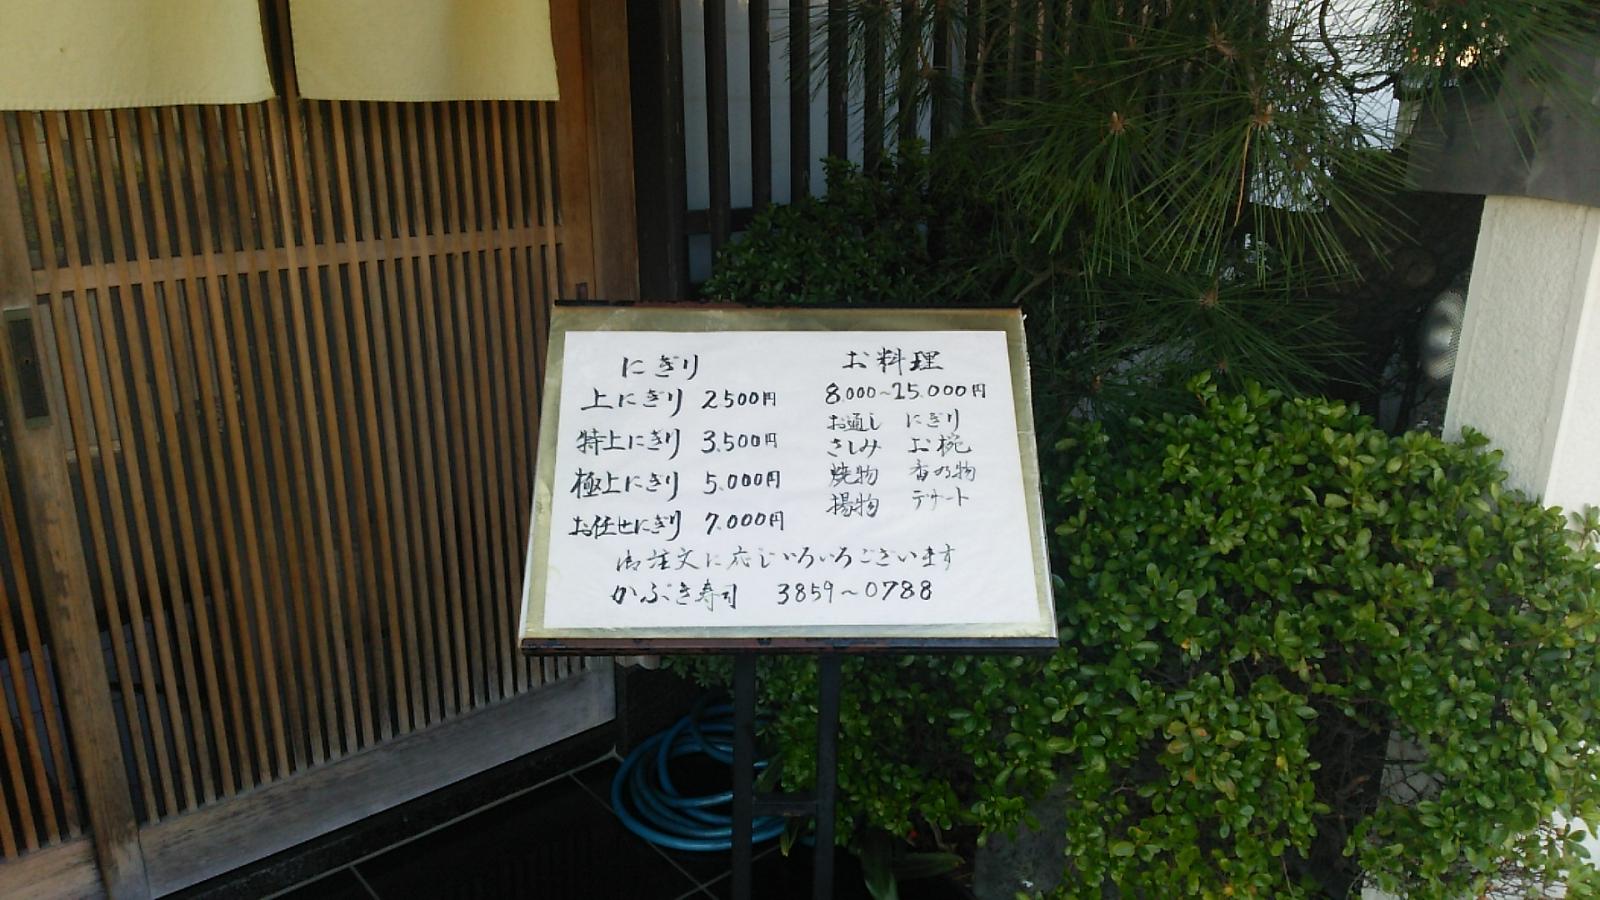 にぎり
上にぎり 2500円
特上にぎり 3,500円
極上にぎり 5,000円
お任せにぎり 7,000円
お料理
8,000~15,000円
お通し にぎり
さしみ お椀
焼物 香の物
揚物 デザート
御注文に応じいろいろございます
かぶき寿司 3859~0788